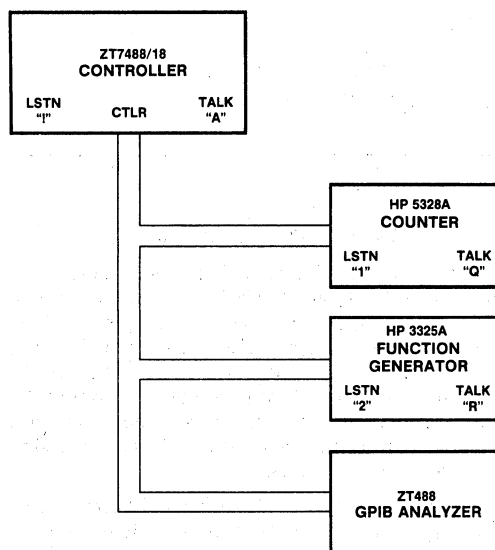 ZT7488/18
CONTROLLER
LSTN CTLR TALK
"!" "A"
HP 5328A
COUNTER
LSTN TALK
"1" "Q"
HP 3325A
FUNCTION
GENERATOR
LSTN TALK
"2" "R"
ZT488
GPIB ANALYZER